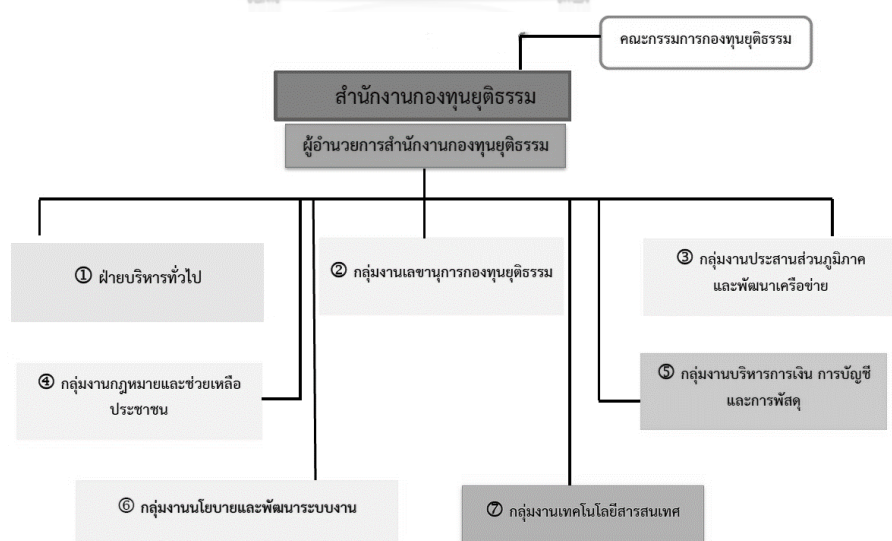 คณะกรรมการกองทุนยุติธรรม
สำนักงานกองทุนยุติธรรม
ผู้อำนวยการสำนักงานกองทุนยุติธรรม
① ฝ่ายบริหารทั่วไป
② กลุ่มงานเลขานุการกองทุนยุติธรรม
③ กลุ่มงานประสานส่วนภูมิภาค
และพัฒนาเครือข่าย
④ กลุ่มงานกฎหมายและช่วยเหลือ
ประชาชน
⑤ กลุ่มงานบริหารการเงิน การบัญชี
และการพัสดุ
⑥ กลุ่มงานนโยบายและพัฒนาระบบงาน
⑦ กลุ่มงานเทคโนโลยีสารสนเทศ